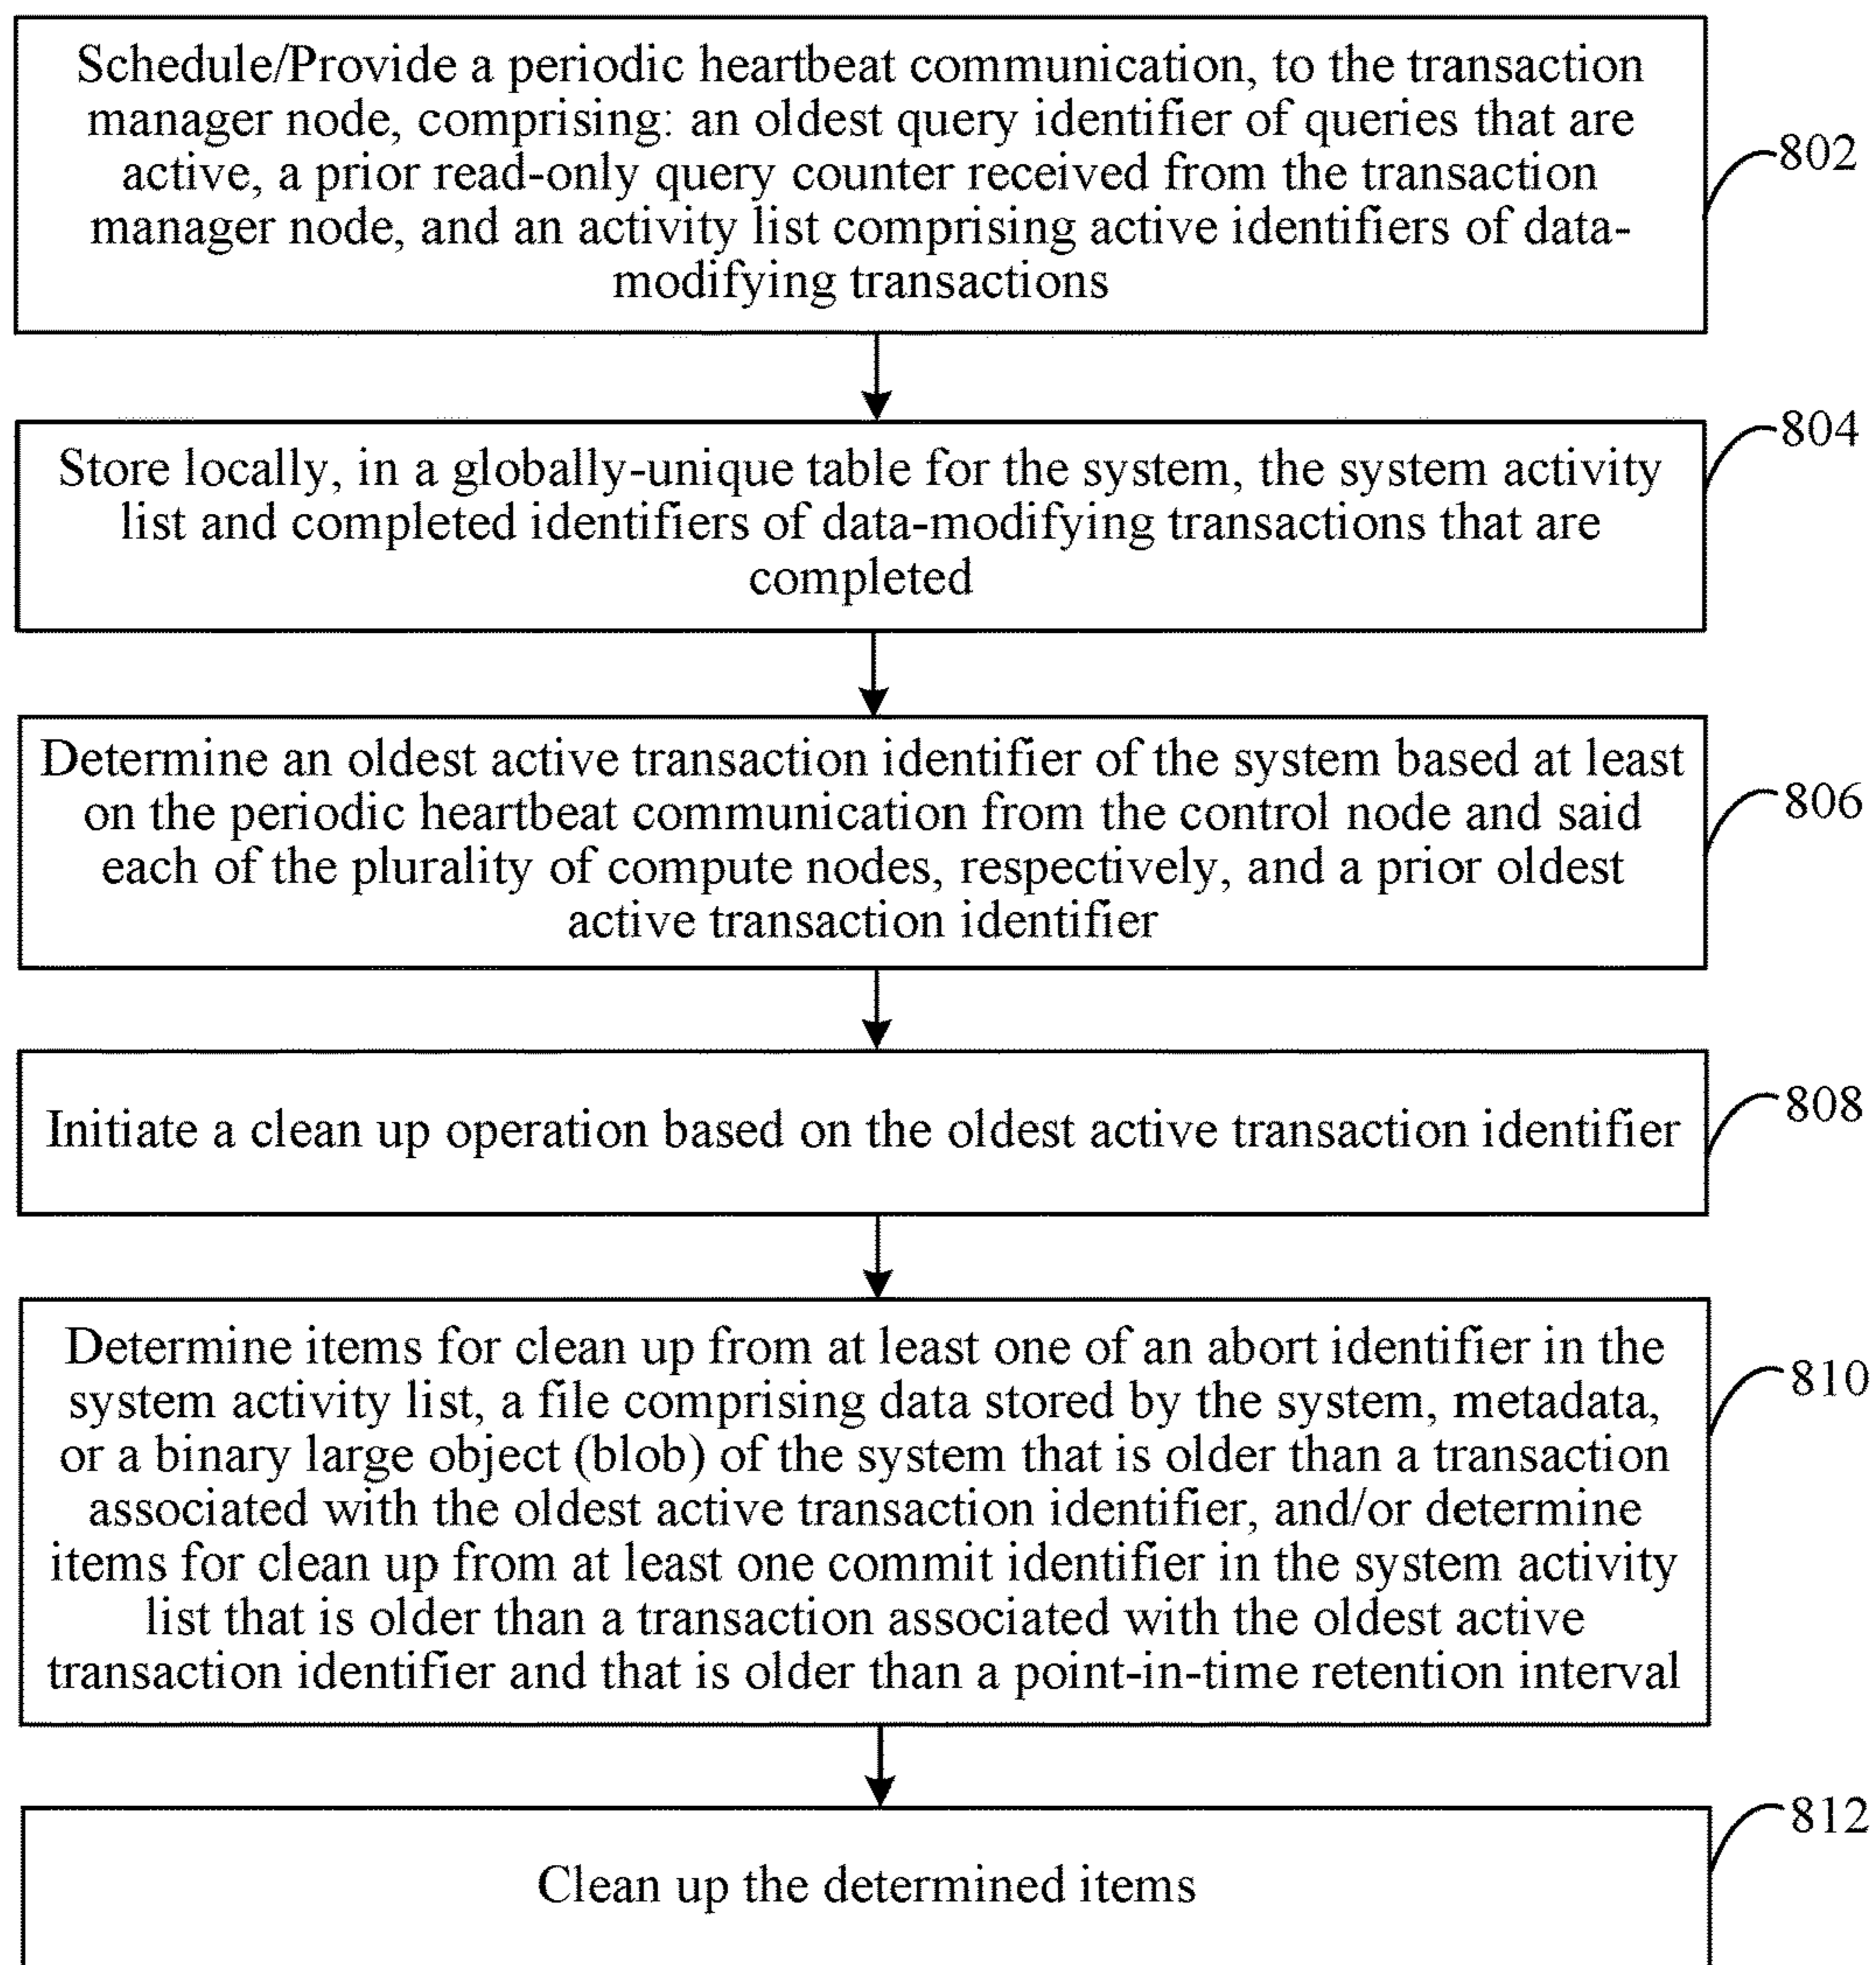 Schedule/Provide a periodic heartbeat communication, to the transaction
manager node, comprising: an oldest query identifier of queries that are
active, a prior read-only query counter received from the transaction
manager node, and an activity list comprising active identifiers of data-
modifying transactions
802
Store locally, in a globally-unique table for the system, the system activity
list and completed identifiers of data-modifying transactions that are
completed
804
Determine an oldest active transaction identifier of the system based at least
on the periodic heartbeat communication from the control node and said
each of the plurality of compute nodes, respectively, and a prior oldest
active transaction identifier
806
Initiate a clean up operation based on the oldest active transaction identifier
808
Determine items for clean up from at least one of an abort identifier in the
system activity list, a file comprising data stored by the system, metadata,
or a binary large object (blob) of the system that is older than a transaction
associated with the oldest active transaction identifier, and/or determine
items for clean up from at least one commit identifier in the system activity
list that is older than a transaction associated with the oldest active
transaction identifier and that is older than a point-in-time retention interval
810
Clean up the determined items
812